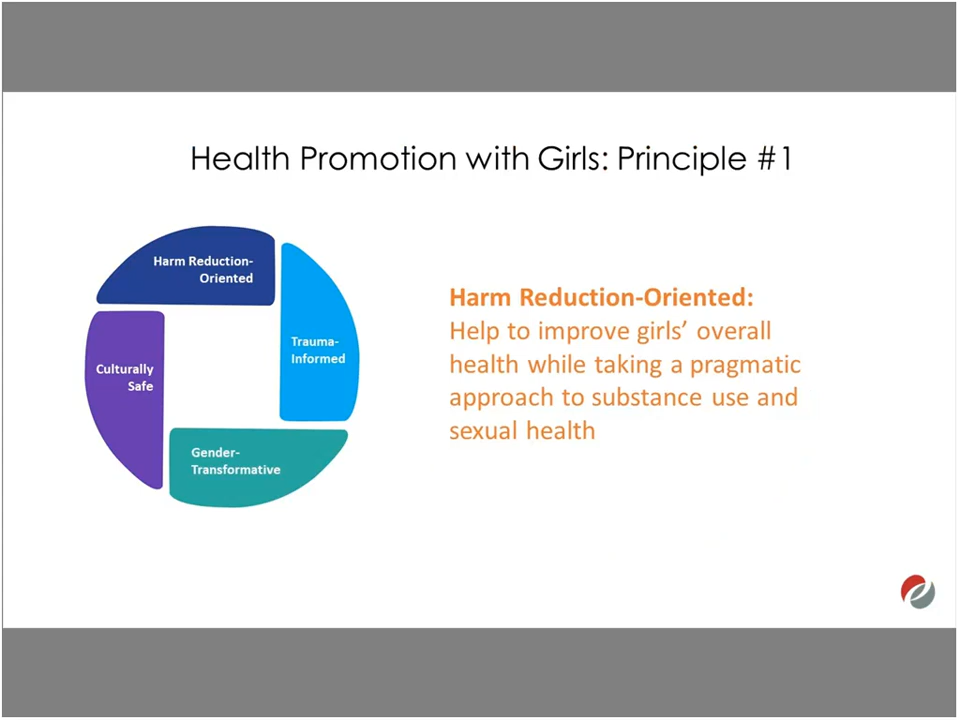 Health Promotion with Girls: Principle #1
Harm Reduction-
Oriented
Trauma-
Informed
Culturally
Safe
Gender-
Transformative
Harm Reduction-Oriented:
Help to improve girls’ overall
health while taking a pragmatic
approach to substance use and
sexual health